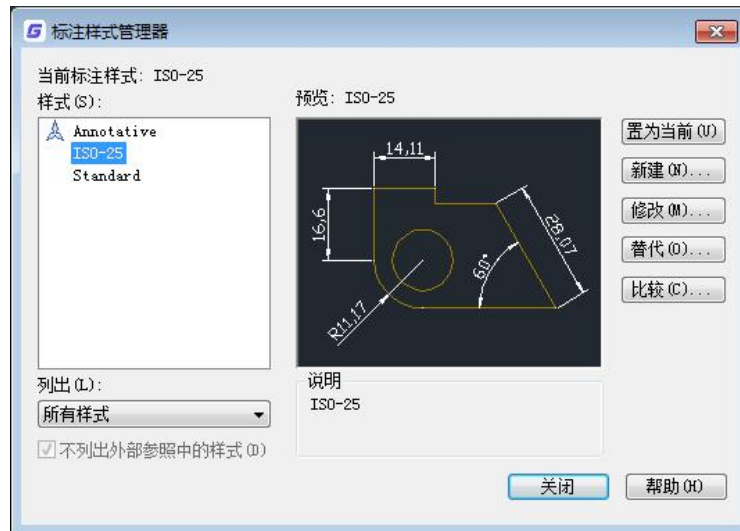 标注样式管理器
当前标注样式: ISO-25
样式(S):
Annotative
ISO-25
Standard
预览: ISO-25
14,11
16,6
28,07
60°
R11,17
置为当前(U)
新建(N)...
修改(M)...
替代(O)...
比较(C)...
列出(L):
所有样式
不列出外部参照中的样式(D)
说明
ISO-25
关闭
帮助(H)